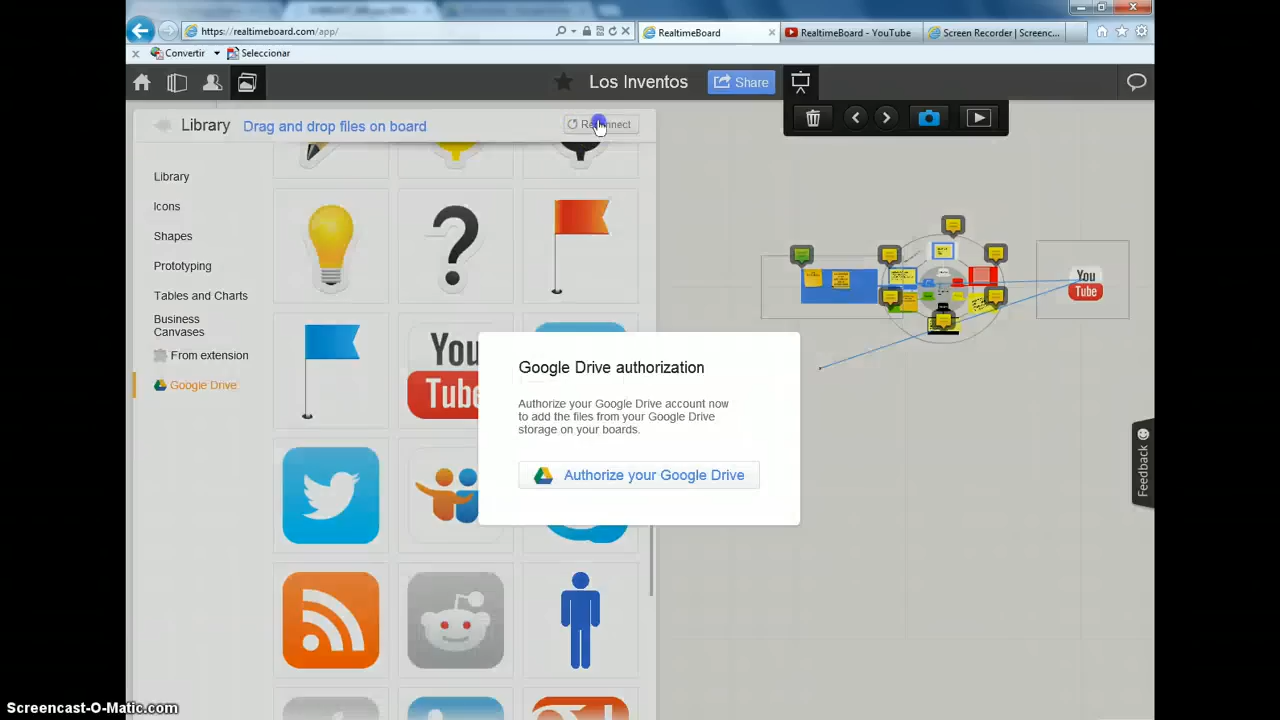 https://realtimeboard.com/app/
RealtimeBoard
RealtimeBoard - YouTube
Screen Recorder | Screenc...
Convertir
Seleccionar
Los Inventos
Share
Library
Drag and drop files on board
Library
Icons
Shapes
Prototyping
Tables and Charts
Business
Canvases
From extension
Google Drive
You
Tube
You
Google Drive authorization
Authorize your Google Drive account now
to add the files from your Google Drive
storage on your boards.
Authorize your Google Drive
Feedback
Screencast-O-Matic.com